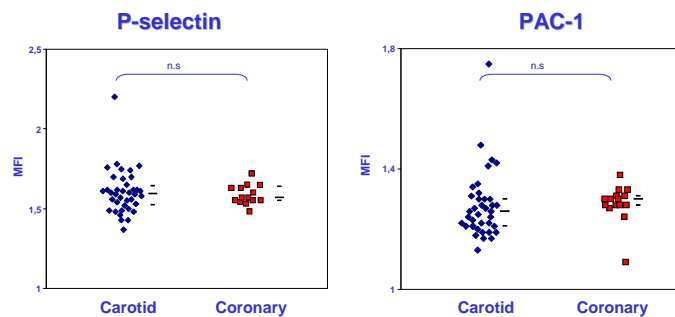 P-selectin
2,5
2
1,5
1
MFI
n.s
Carotid
Coronary
PAC-1
1,8
1,4
1
MFI
n.s
Carotid
Coronary